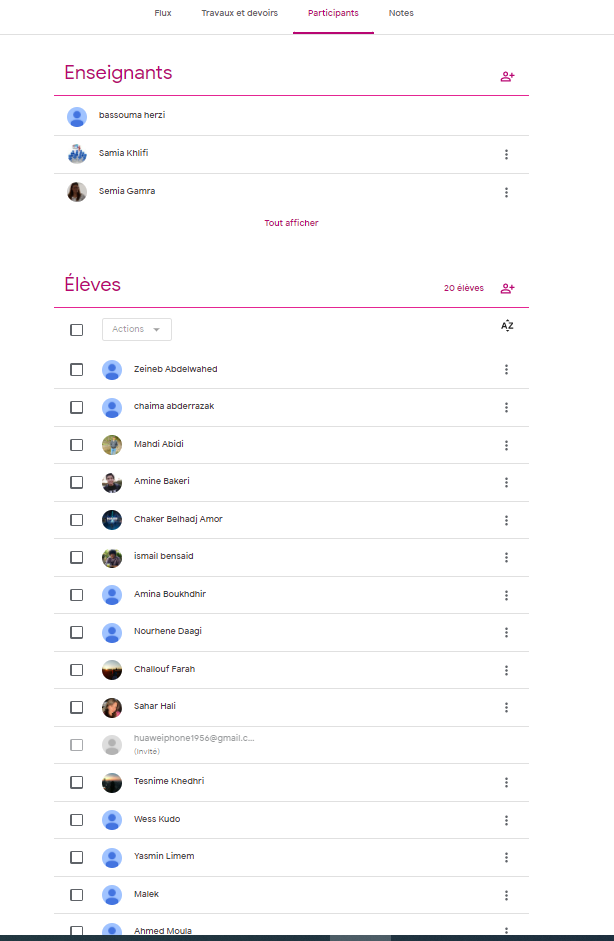 Flux Travaux et devoirs Participants Notes
Enseignants
bassouma herzi
Samia Khlifi
Semia Gamra
Tout afficher
Élèves 20 élèves
Actions AZ
Zeineb Abdelwahed
chaima abderrazak
Mahdi Abidi
Amine Bakeri
Chaker Belhadj Amor
ismail bensaid
Amina Boukhdhir
Nourhene Daagi
Challouf Farah
Sahar Hali
huaweiphone1956@gmail.c...
(invité)
Tesnime Khedhri
Wess Kudo
Yasmin Limem
Malek
Ahmed Moula